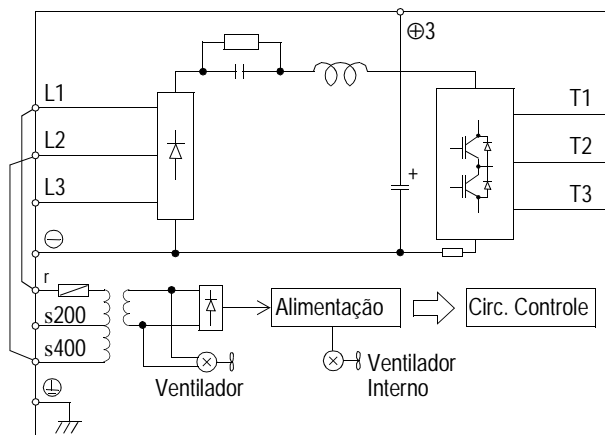 ⊕3
L1
T1
L2
T2
L3
T3
+
⊖
r
s200
s400
Alimentação
Circ. Controle
Ventilador
Ventilador
Interno